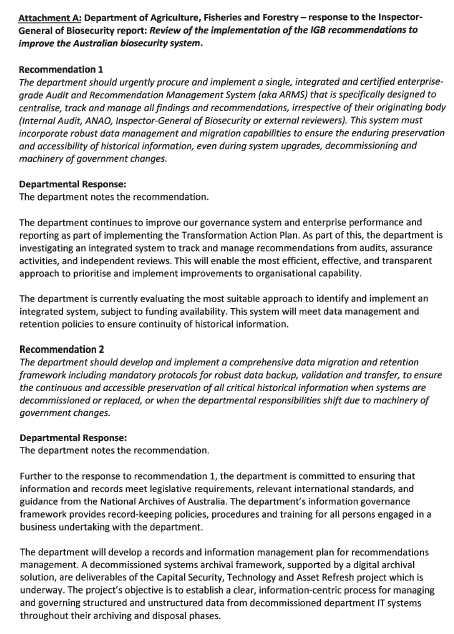 Attachment A: Department of Agriculture, Fisheries and Forestry – response to the Inspector-
General of Biosecurity report: Review of the implementation of the IGB recommendations to
improve the Australian biosecurity system.
Recommendation 1
The department should urgently procure and implement a single, integrated and certified enterprise-
grade Audit and Recommendation Management System (aka ARMS) that is specifically designed to
centralise, track and manage all findings and recommendations, irrespective of their originating body
(Internal Audit, ANAO, Inspector-General of Biosecurity or external reviewers). This system must
incorporate robust data management and migration capabilities to ensure the enduring preservation
and accessibility of historical information, even during system upgrades, decommissioning and
machinery of government changes.
Departmental Response:
The department notes the recommendation.
The department continues to improve our governance system and enterprise performance and
reporting as part of implementing the Transformation Action Plan. As part of this, the department is
investigating an integrated system to track and manage recommendations from audits, assurance
activities, and independent reviews. This will enable the most efficient, effective, and transparent
approach to prioritise and implement improvements to organisational capability.
The department is currently evaluating the most suitable approach to identify and implement an
integrated system, subject to funding availability. This system will meet data management and
retention policies to ensure continuity of historical information.
Recommendation 2
The department should develop and implement a comprehensive data migration and retention
framework including mandatory protocols for robust data backup, validation and transfer, to ensure
the continuous and accessible preservation of all critical historical information when systems are
decommissioned or replaced, or when the departmental responsibilities shift due to machinery of
government changes.
Departmental Response:
The department notes the recommendation.
Further to the response to recommendation 1, the department is committed to ensuring that
information and records meet legislative requirements, relevant international standards, and
guidance from the National Archives of Australia. The department's information governance
framework provides record-keeping policies, procedures and training for all persons engaged in a
business undertaking with the department.
The department will develop a records and information management plan for recommendations
management. A decommissioned systems archival framework, supported by a digital archival
solution, are deliverables of the Capital Security, Technology and Asset Refresh project which is
underway. The project's objective is to establish a clear, information-centric process for managing
and governing structured and unstructured data from decommissioned department IT systems
throughout their archiving and disposal phases.